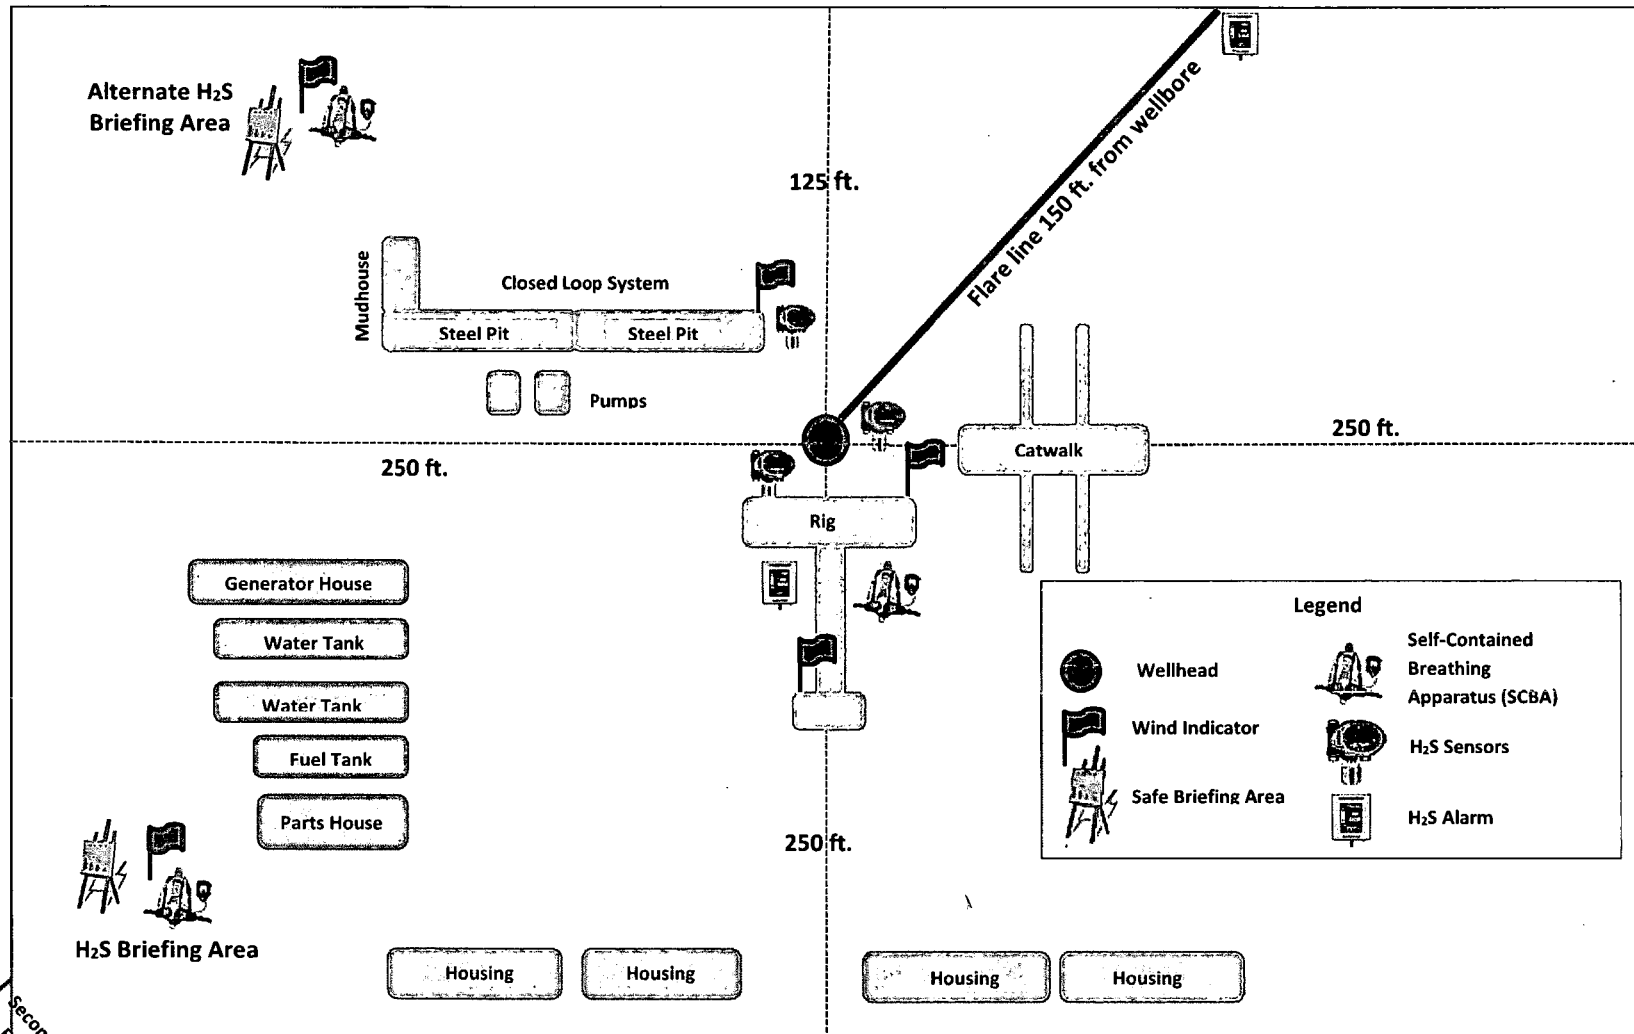 Alternate H₂S
Briefing Area
125 ft.
Flare line 150 ft. from wellbore
Mudhouse
Closed Loop System
Steel Pit
Steel Pit
Pumps
250 ft.
250 ft.
Catwalk
Rig
Generator House
Water Tank
Water Tank
Fuel Tank
Parts House
250 ft.
H₂S Briefing Area
Housing
Housing
Housing
Housing
Legend
Wellhead
Wind Indicator
Safe Briefing Area
Self-Contained
Breathing
Apparatus (SCBA)
H₂S Sensors
H₂S Alarm